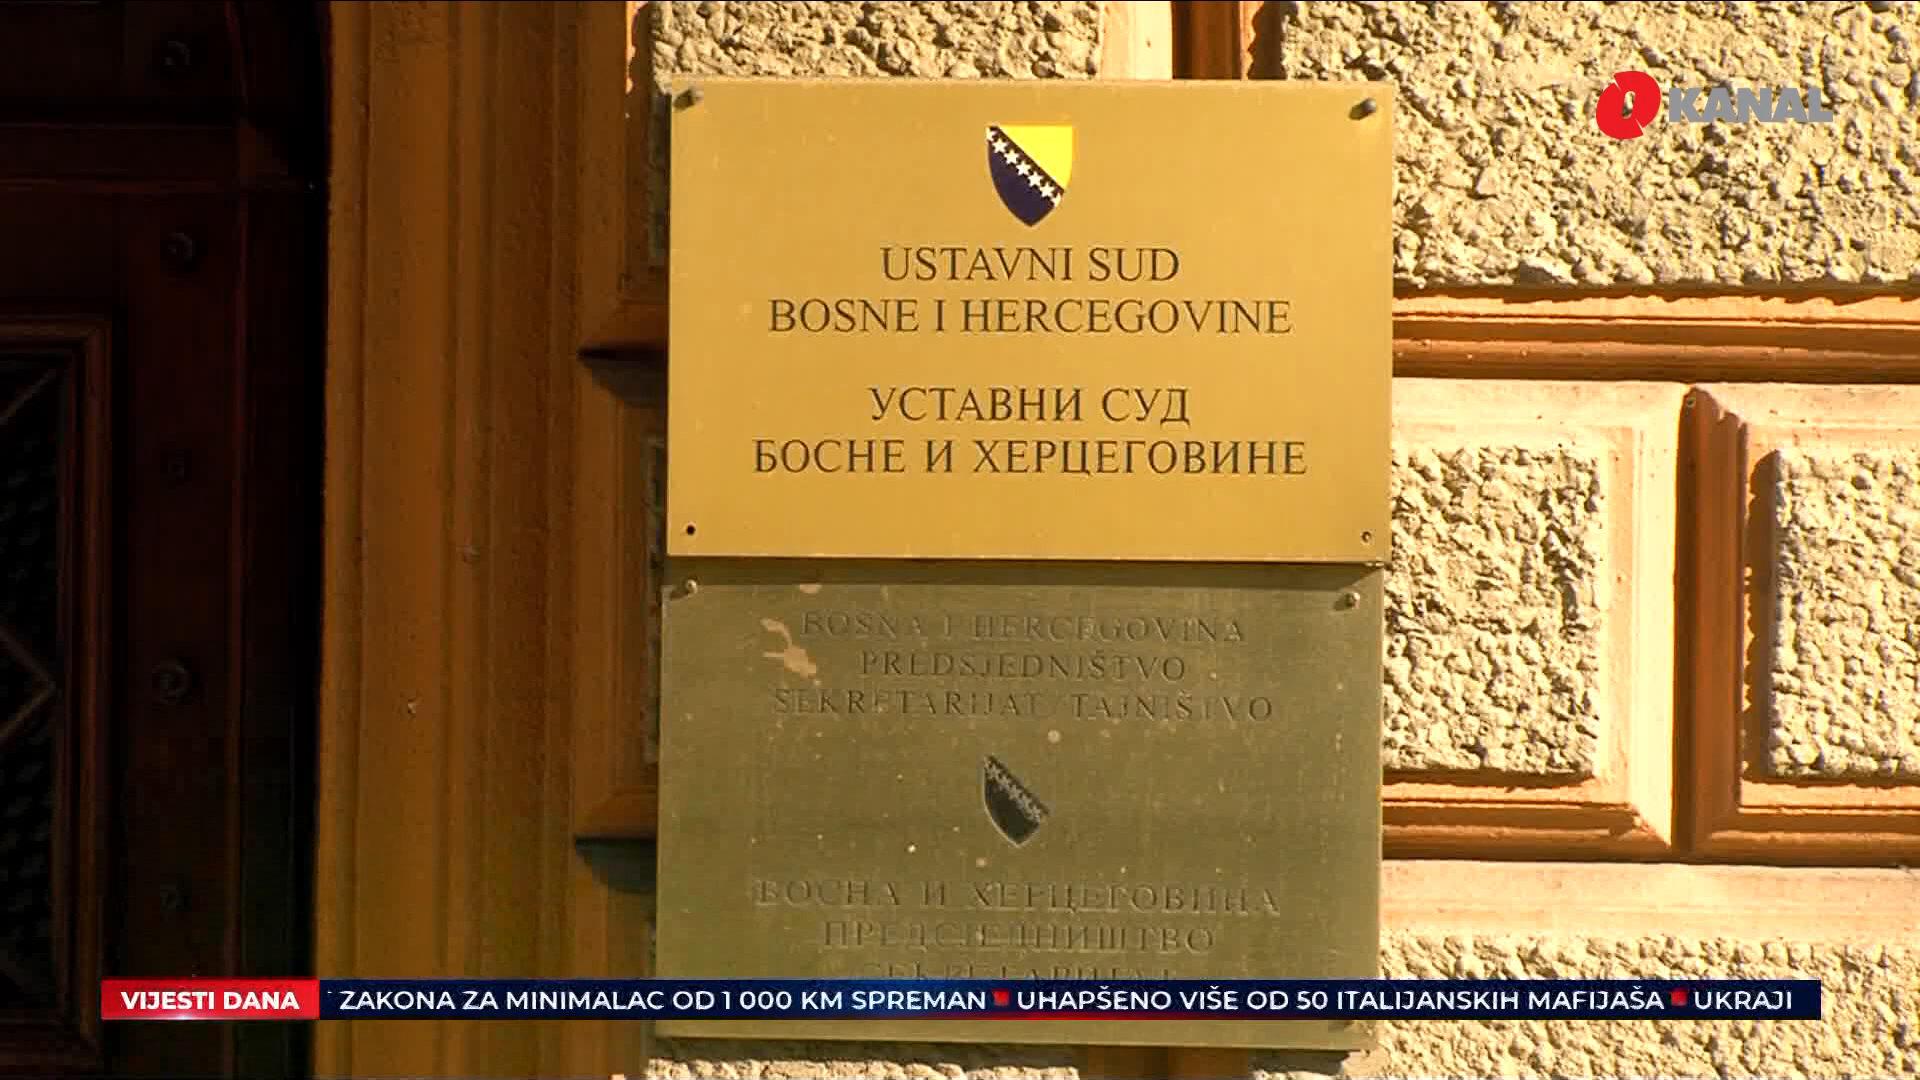 O KANAL
USTAVNI SUD
BOSNE I HERCEGOVINE
УСТАВНИ СУД
БОСНЕ И ХЕРЦЕГОВИНЕ
BOSNA I HERCEGOVINA
PREDSJEDNIŠTVO
SEKRETARIJAT/TAJNIŠTVO
БОСНА И ХЕРЦЕГОВИНА
ПРЕДСЈЕДНИШТВО
СЕКРЕТАРИЈАТ
VIJESTI DANA ZAKONA ZA MINIMALAC OD 1 000 KM SPREMAN UHAPŠENO VIŠE OD 50 ITALIJANSKIH MAFIJAŠA UKRAJI